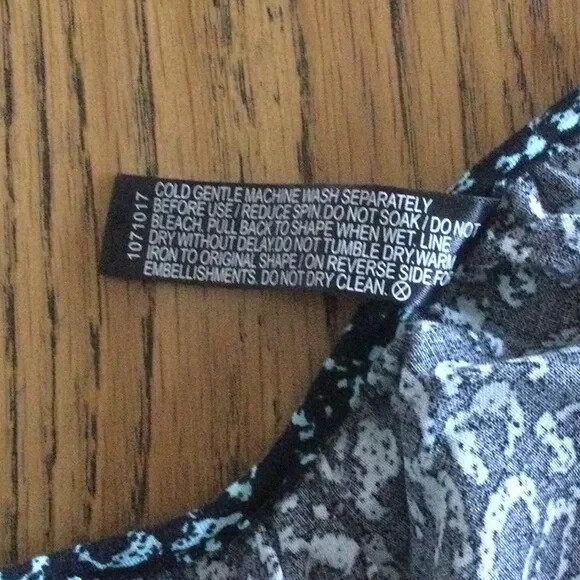 COLD GENTLE MACHINE WASH SEPARATELY
BEFORE USE / REDUCE SPIN. DO NOT SOAK / DO NOT
BLEACH. PULL BACK TO SHAPE WHEN WET. LINE
DRY WITHOUT DELAY.DO NOT TUMBLE DRY.WARM
IRON TO ORIGINAL SHAPE / ON REVERSE SIDE.FOR
EMBELLISHMENTS. DO NOT DRY CLEAN.
1071017